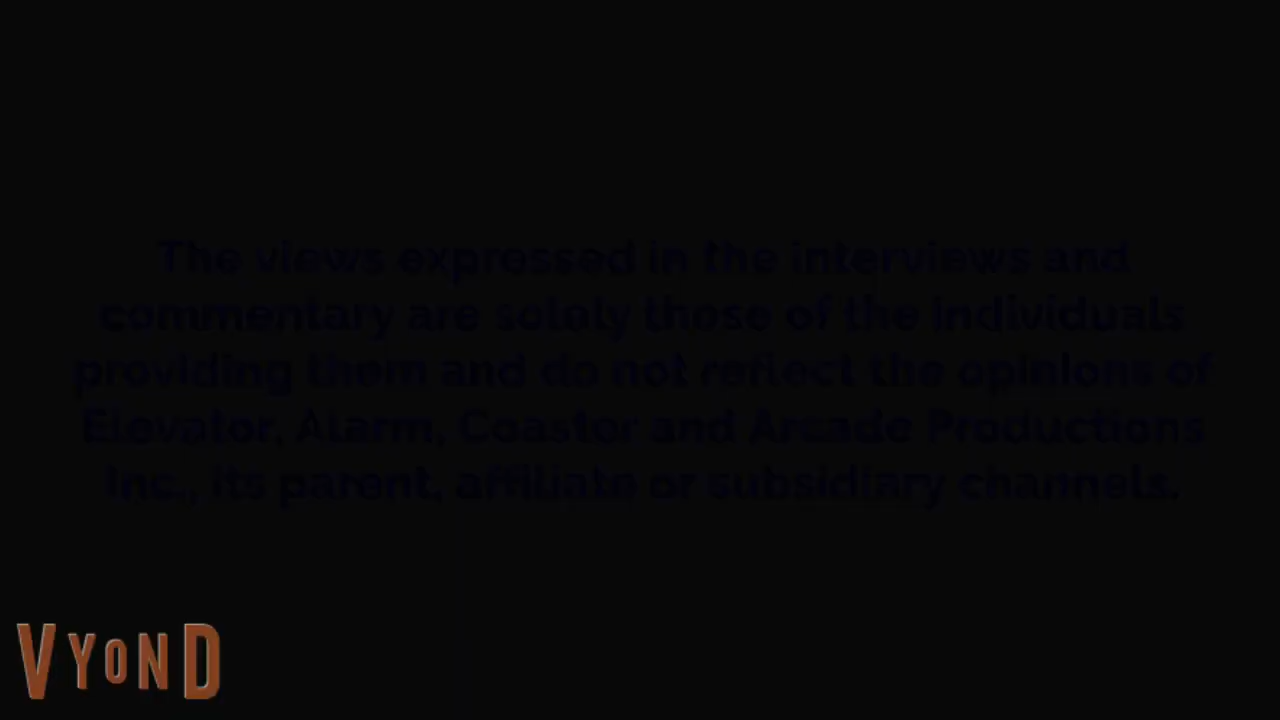 The views expressed in the interviews and
commentary are solely those of the individuals
providing them and do not reflect the opinions of
Elevator, Alarm, Coaster and Arcade Productions
Inc., its parent, affiliate or subsidiary channels.
VYOND